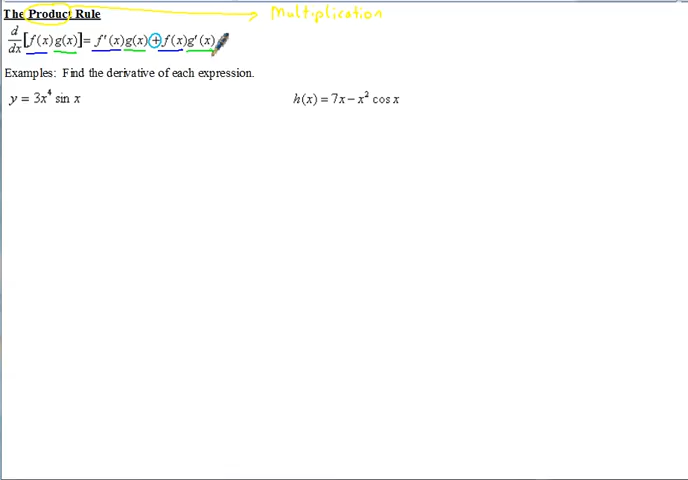 The Product Rule Multiplication
d/dx [f(x)g(x)] = f'(x)g(x) + f(x)g'(x)
Examples: Find the derivative of each expression.
y = 3x⁴ sin x h(x) = 7x − x² cos x